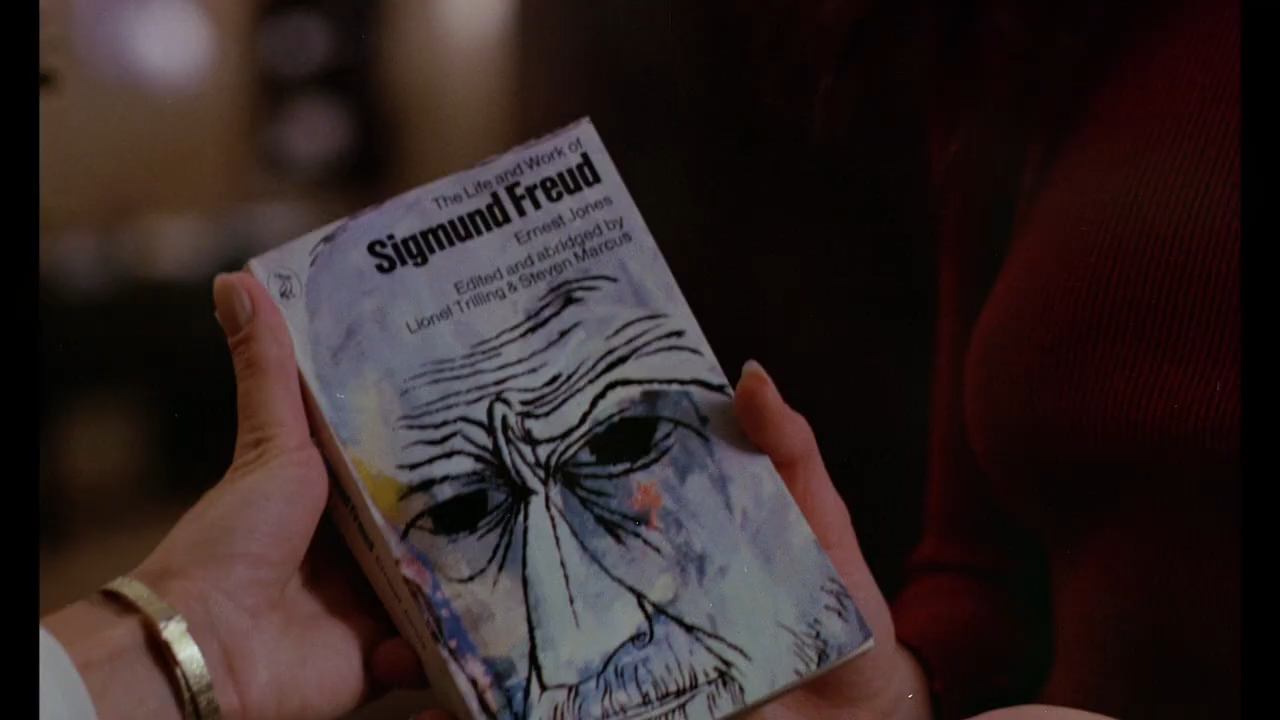 The Life and Work of
Sigmund Freud
Ernest Jones
Edited and abridged by
Lionel Trilling & Steven Marcus